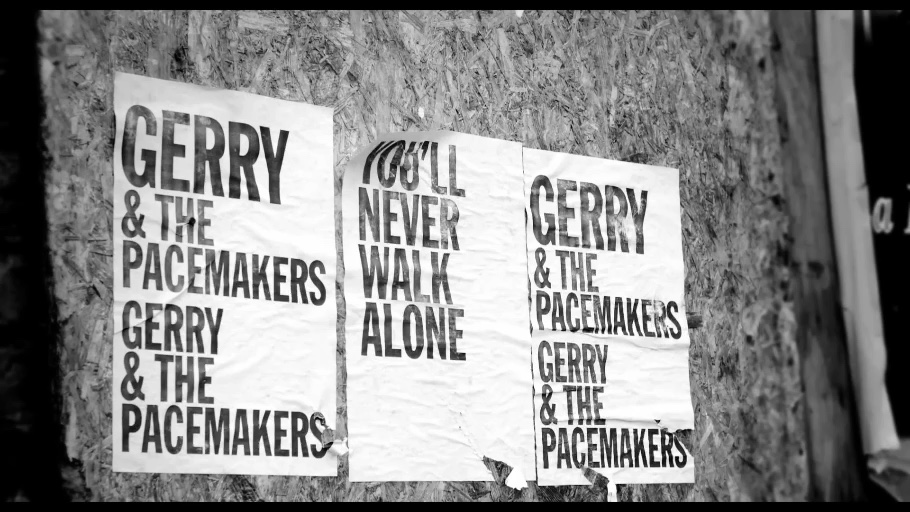 GERRY
& THE
PACEMAKERS
GERRY
& THE
PACEMAKERS
YOU'LL
NEVER
WALK
ALONE
GERRY
& THE
PACEMAKERS
GERRY
& THE
PACEMAKERS
a